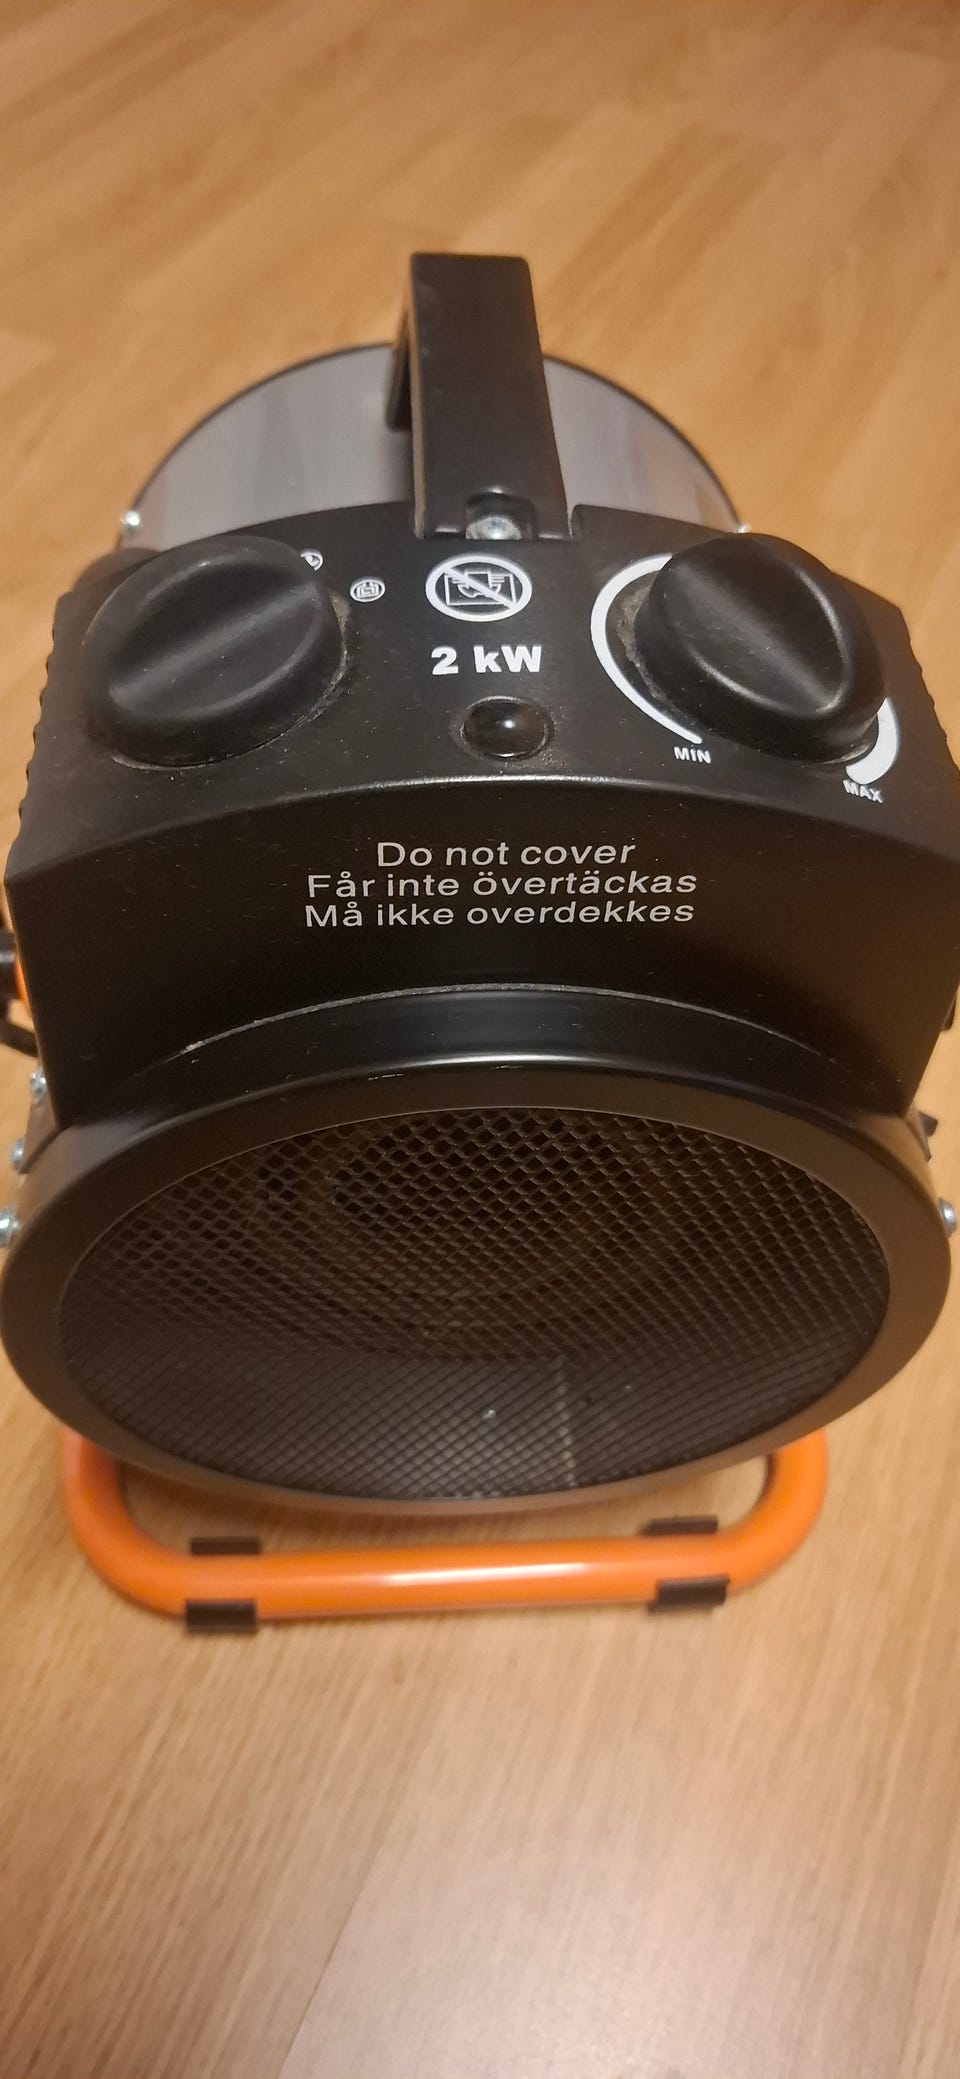 2 kW
MIN
MAX
Do not cover
Får inte övertäckas
Må ikke overdekkes